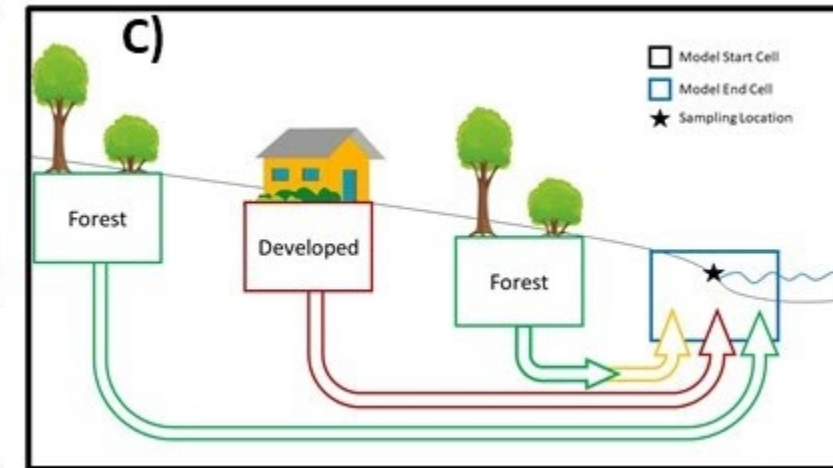 C)
Model Start Cell
Model End Cell
Sampling Location
Forest
Developed
Forest